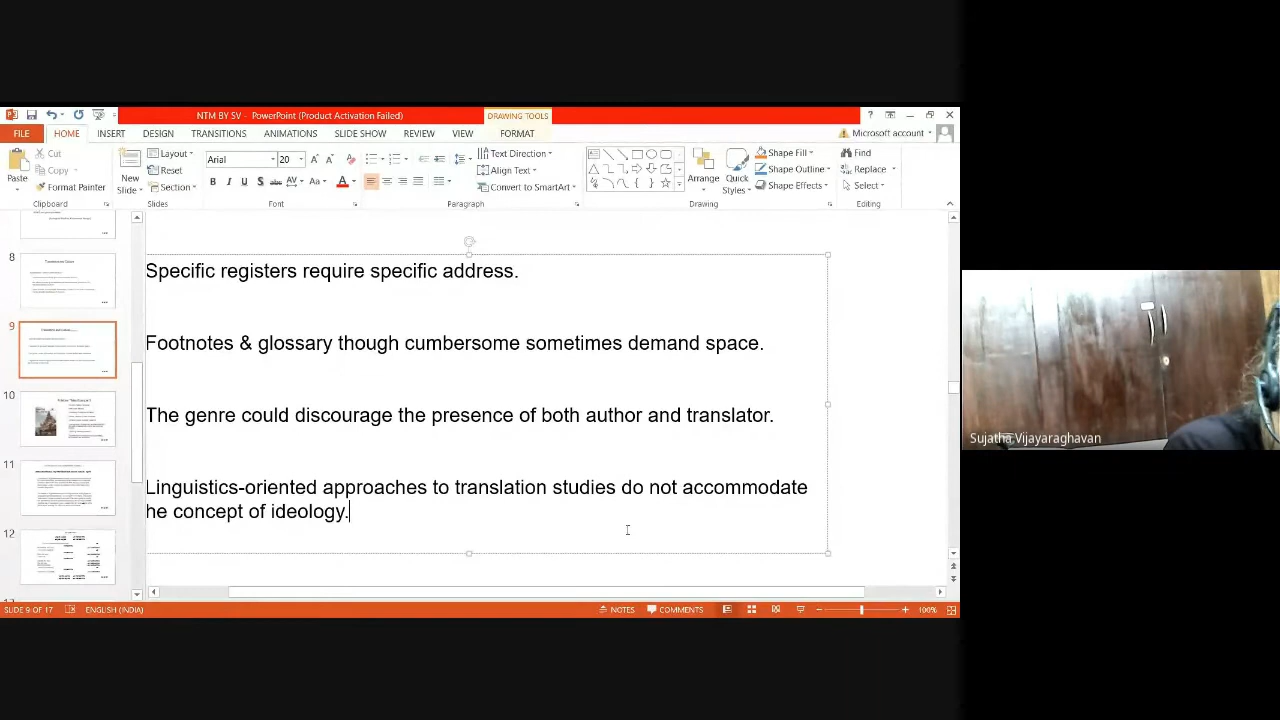 NTM BY SV - PowerPoint (Product Activation Failed)
DRAWING TOOLS
FILE
HOME
INSERT
DESIGN
TRANSITIONS
ANIMATIONS
SLIDE SHOW
REVIEW
VIEW
FORMAT
Microsoft account
Paste
Cut
Copy
Format Painter
Clipboard
New
Slide
Layout
Reset
Section
Slides
Arial
20
Font
Text Direction
Align Text
Convert to SmartArt
Paragraph
Arrange
Quick
Styles
Shape Fill
Shape Outline
Shape Effects
Drawing
Find
Replace
Select
Editing
8
9
10
11
12
Specific registers require specific address.
Footnotes & glossary though cumbersome sometimes demand space.
The genre could discourage the presence of both author and translator.
Linguistics-oriented approaches to translation studies do not accommodate
he concept of ideology.
Sujatha Vijayaraghavan
SLIDE 9 OF 17
ENGLISH (INDIA)
NOTES
COMMENTS
100%